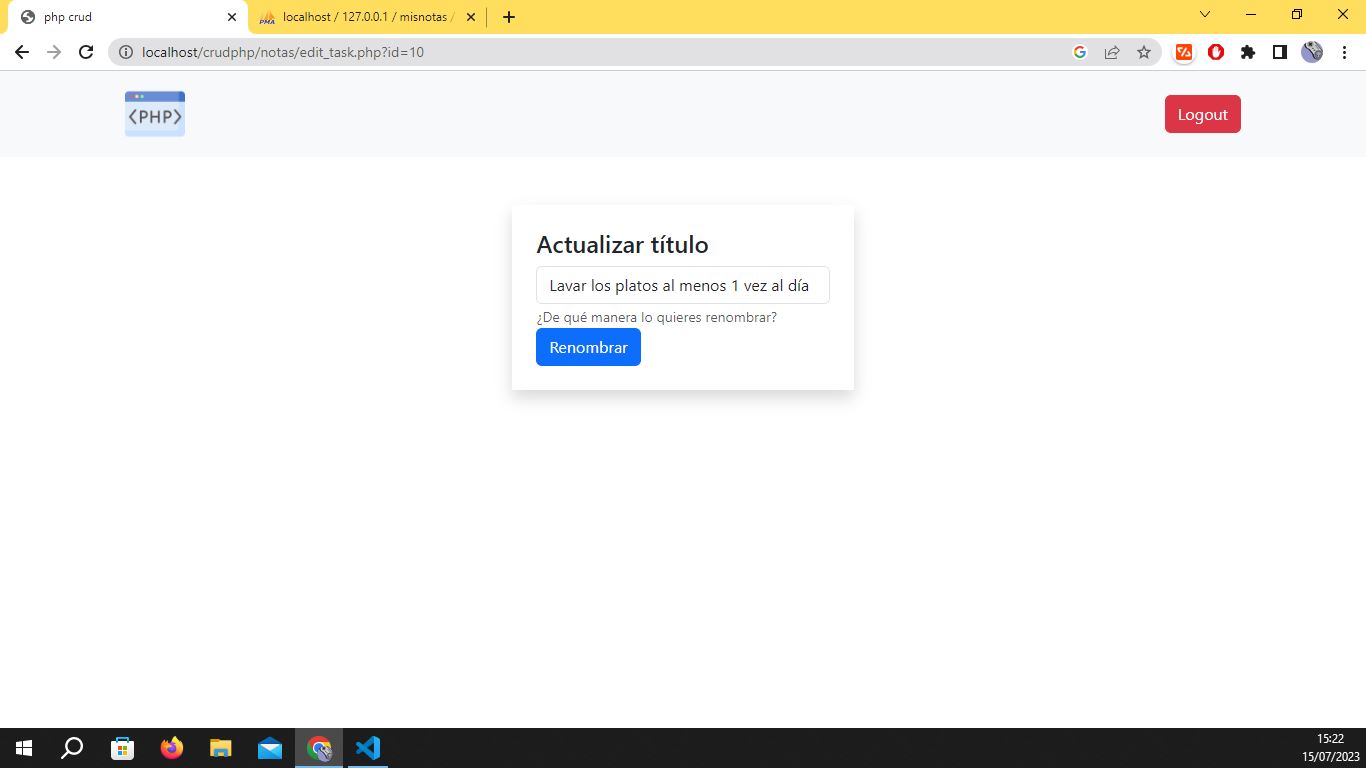 php crud
localhost / 127.0.0.1 / misnotas /
localhost/crudphp/notas/edit_task.php?id=10
<PHP>
Logout
Actualizar título
Lavar los platos al menos 1 vez al día
¿De qué manera lo quieres renombrar?
Renombrar
15:22
15/07/2023